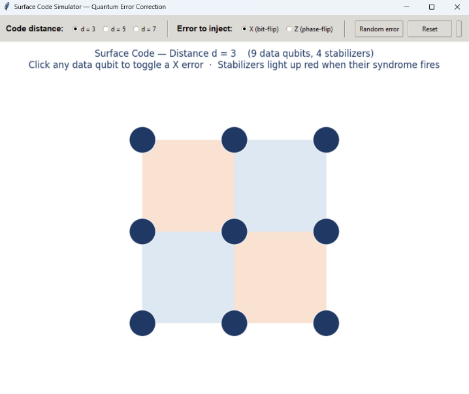 Surface Code Simulator — Quantum Error Correction
Code distance: d = 3 d = 5 d = 7 Error to inject: X (bit-flip) Z (phase-flip) Random error Reset
Surface Code — Distance d = 3 (9 data qubits, 4 stabilizers)
Click any data qubit to toggle a X error · Stabilizers light up red when their syndrome fires